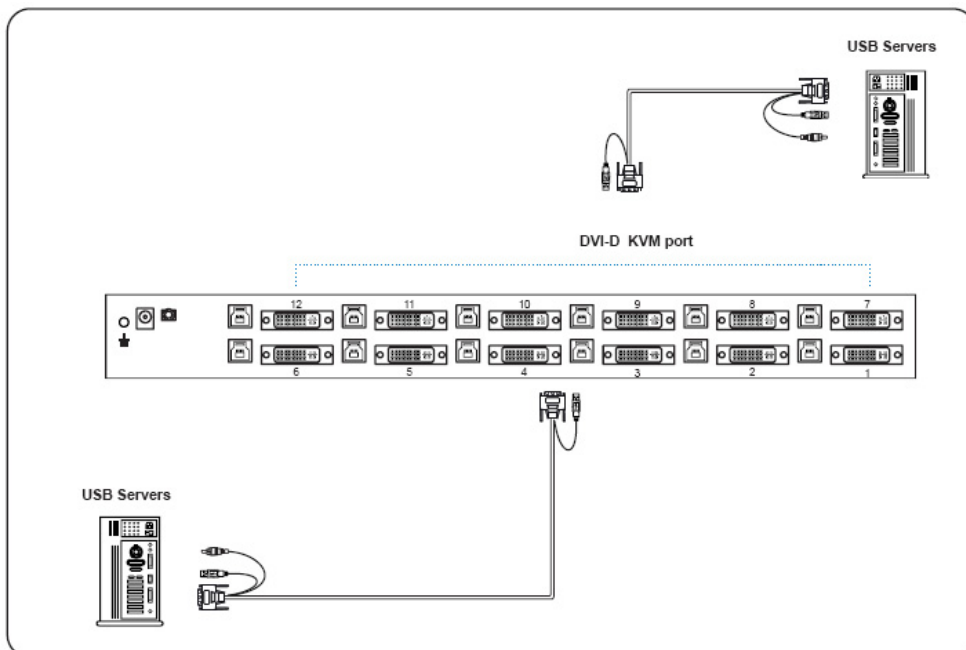 USB Servers
DVI-D KVM port
12 11 10 9 8 7
6 5 4 3 2 1
USB Servers